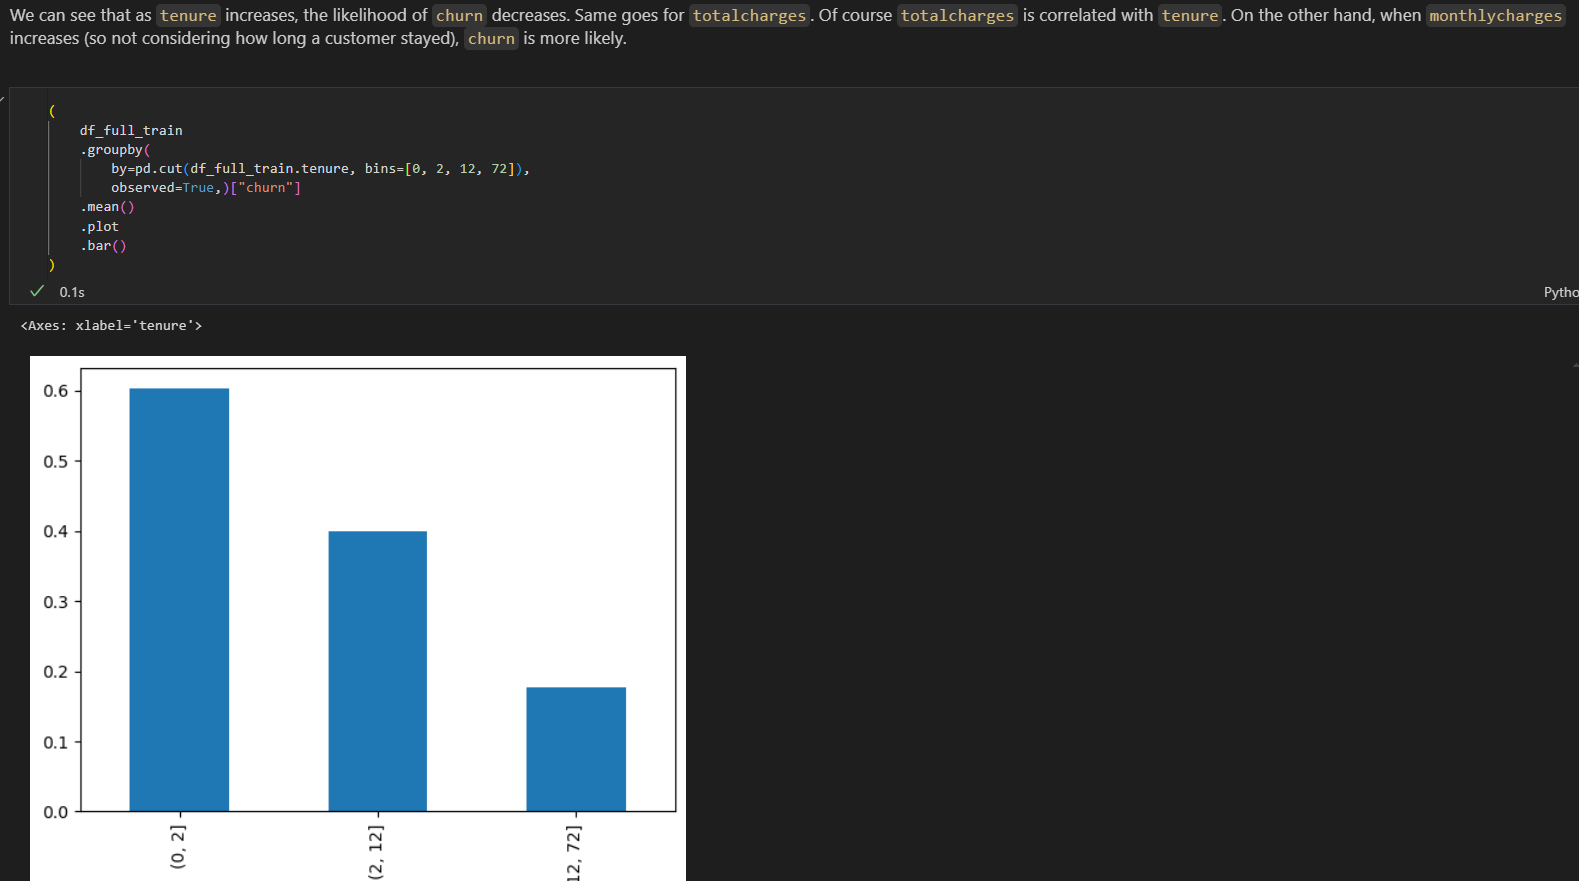 We can see that as tenure increases, the likelihood of churn decreases. Same goes for totalcharges. Of course totalcharges is correlated with tenure. On the other hand, when monthlycharges
increases (so not considering how long a customer stayed), churn is more likely.
(
df_full_train
.groupby(
by=pd.cut(df_full_train.tenure, bins=[0, 2, 12, 72]),
observed=True,)["churn"]
.mean()
.plot
.bar()
)
0.1s
Pytho
<Axes: xlabel='tenure'>
0.6
0.5
0.4
0.3
0.2
0.1
0.0
(0, 2]
(2, 12]
12, 72]